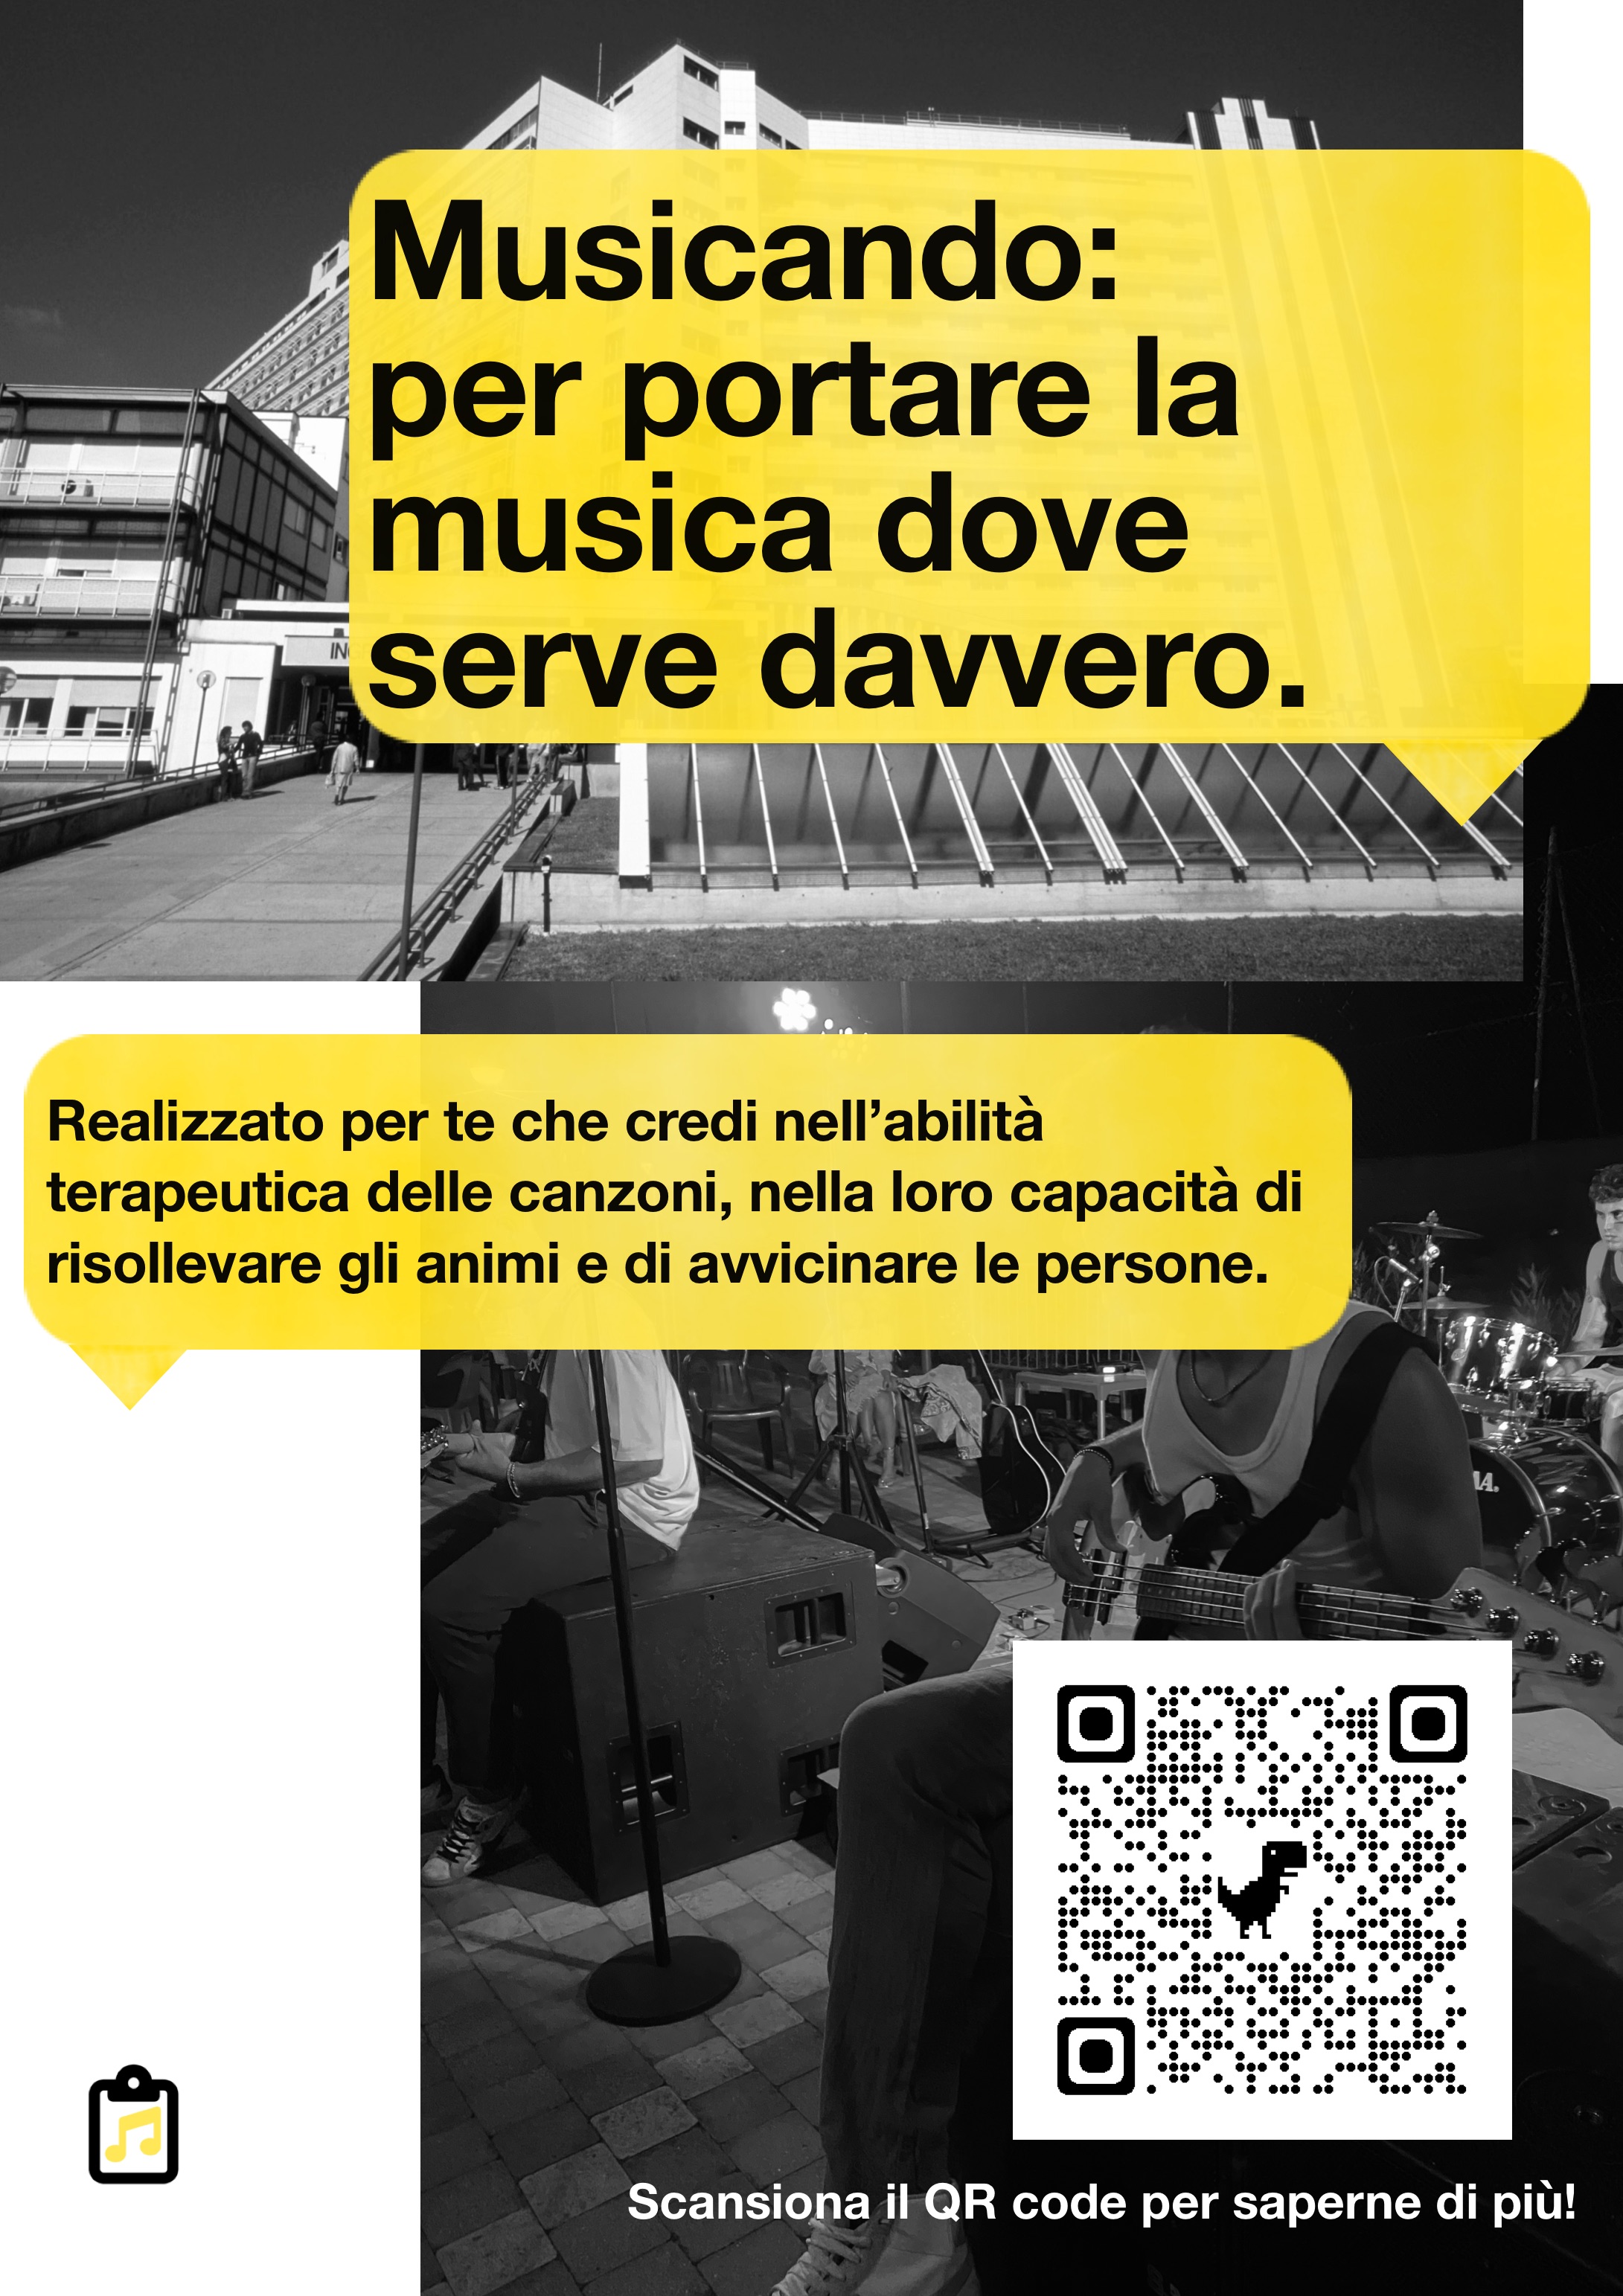 Musicando:
per portare la
musica dove
serve davvero.
Realizzato per te che credi nell’abilità
terapeutica delle canzoni, nella loro capacità di
risollevare gli animi e di avvicinare le persone.
Scansiona il QR code per saperne di più!